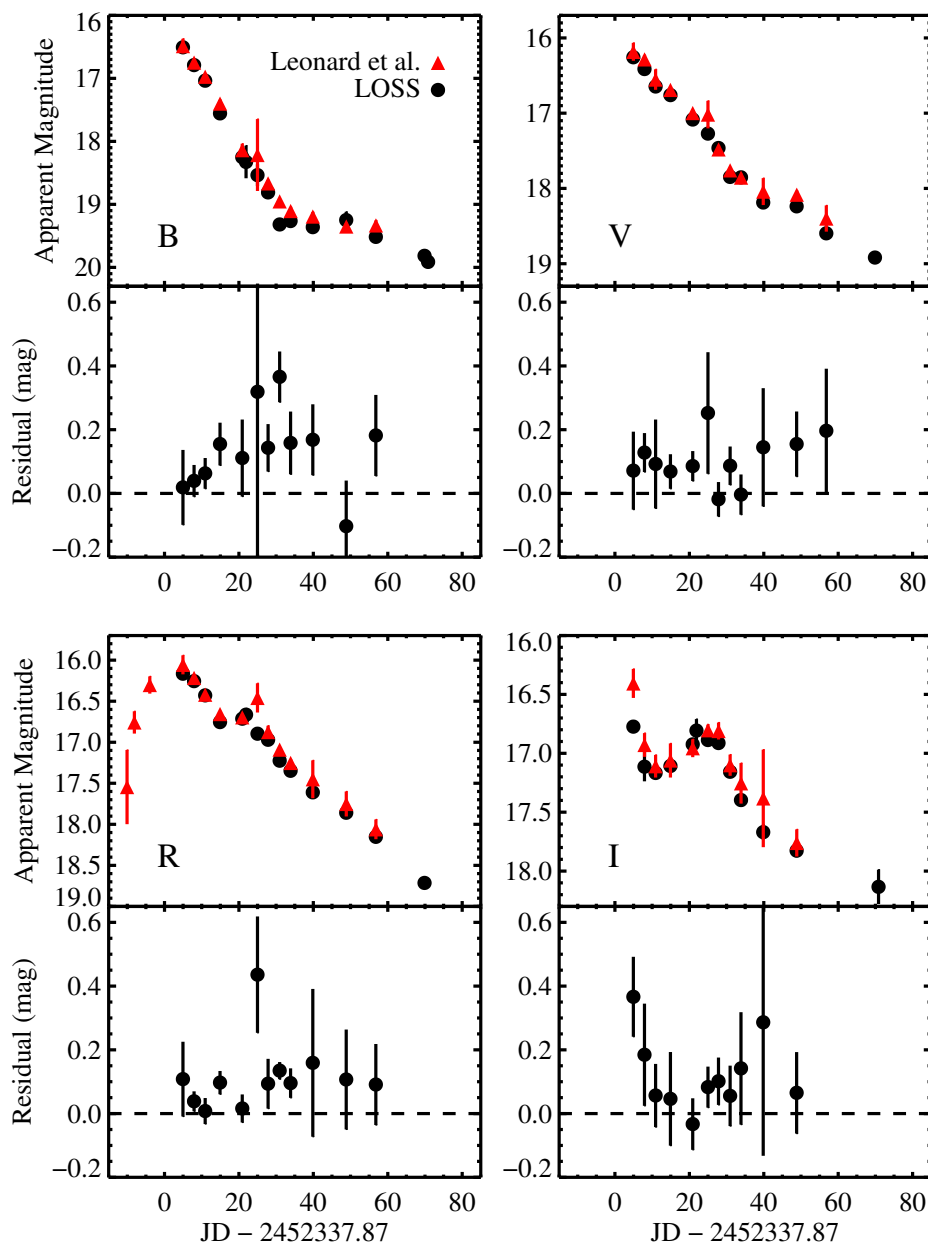 16
17
18
19
20
Apparent Magnitude
Leonard et al.
LOSS
B
0.6
0.4
0.2
0.0
−0.2
Residual (mag)
0 20 40 60 80
16
17
18
19
V
0.6
0.4
0.2
0.0
−0.2
0 20 40 60 80
16.0
16.5
17.0
17.5
18.0
18.5
19.0
Apparent Magnitude
R
0.6
0.4
0.2
0.0
−0.2
Residual (mag)
0 20 40 60 80
JD − 2452337.87
16.0
16.5
17.0
17.5
18.0
I
0.6
0.4
0.2
0.0
−0.2
0 20 40 60 80
JD − 2452337.87